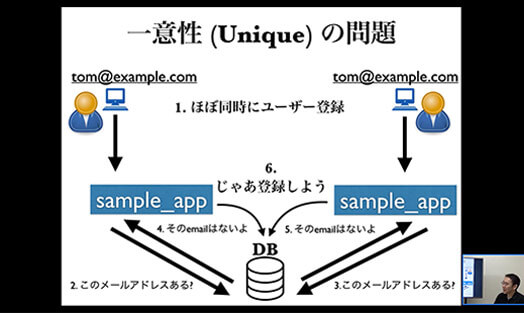 一意性 (Unique) の問題
tom@example.com
tom@example.com
1. ほぼ同時にユーザー登録
6.
じゃあ登録しよう
sample_app
sample_app
4. そのemailはないよ
5. そのemailはないよ
DB
2. このメールアドレスある?
3.このメールアドレスある?